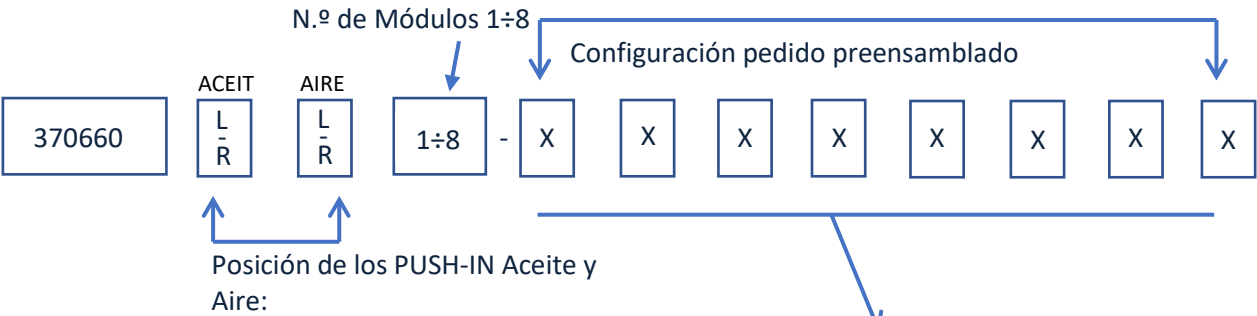 N.º de Módulos 1÷8
Configuración pedido preensamblado
ACEIT AIRE
370660 L - R L - R 1÷8 - X X X X X X X X
Posición de los PUSH-IN Aceite y
Aire: